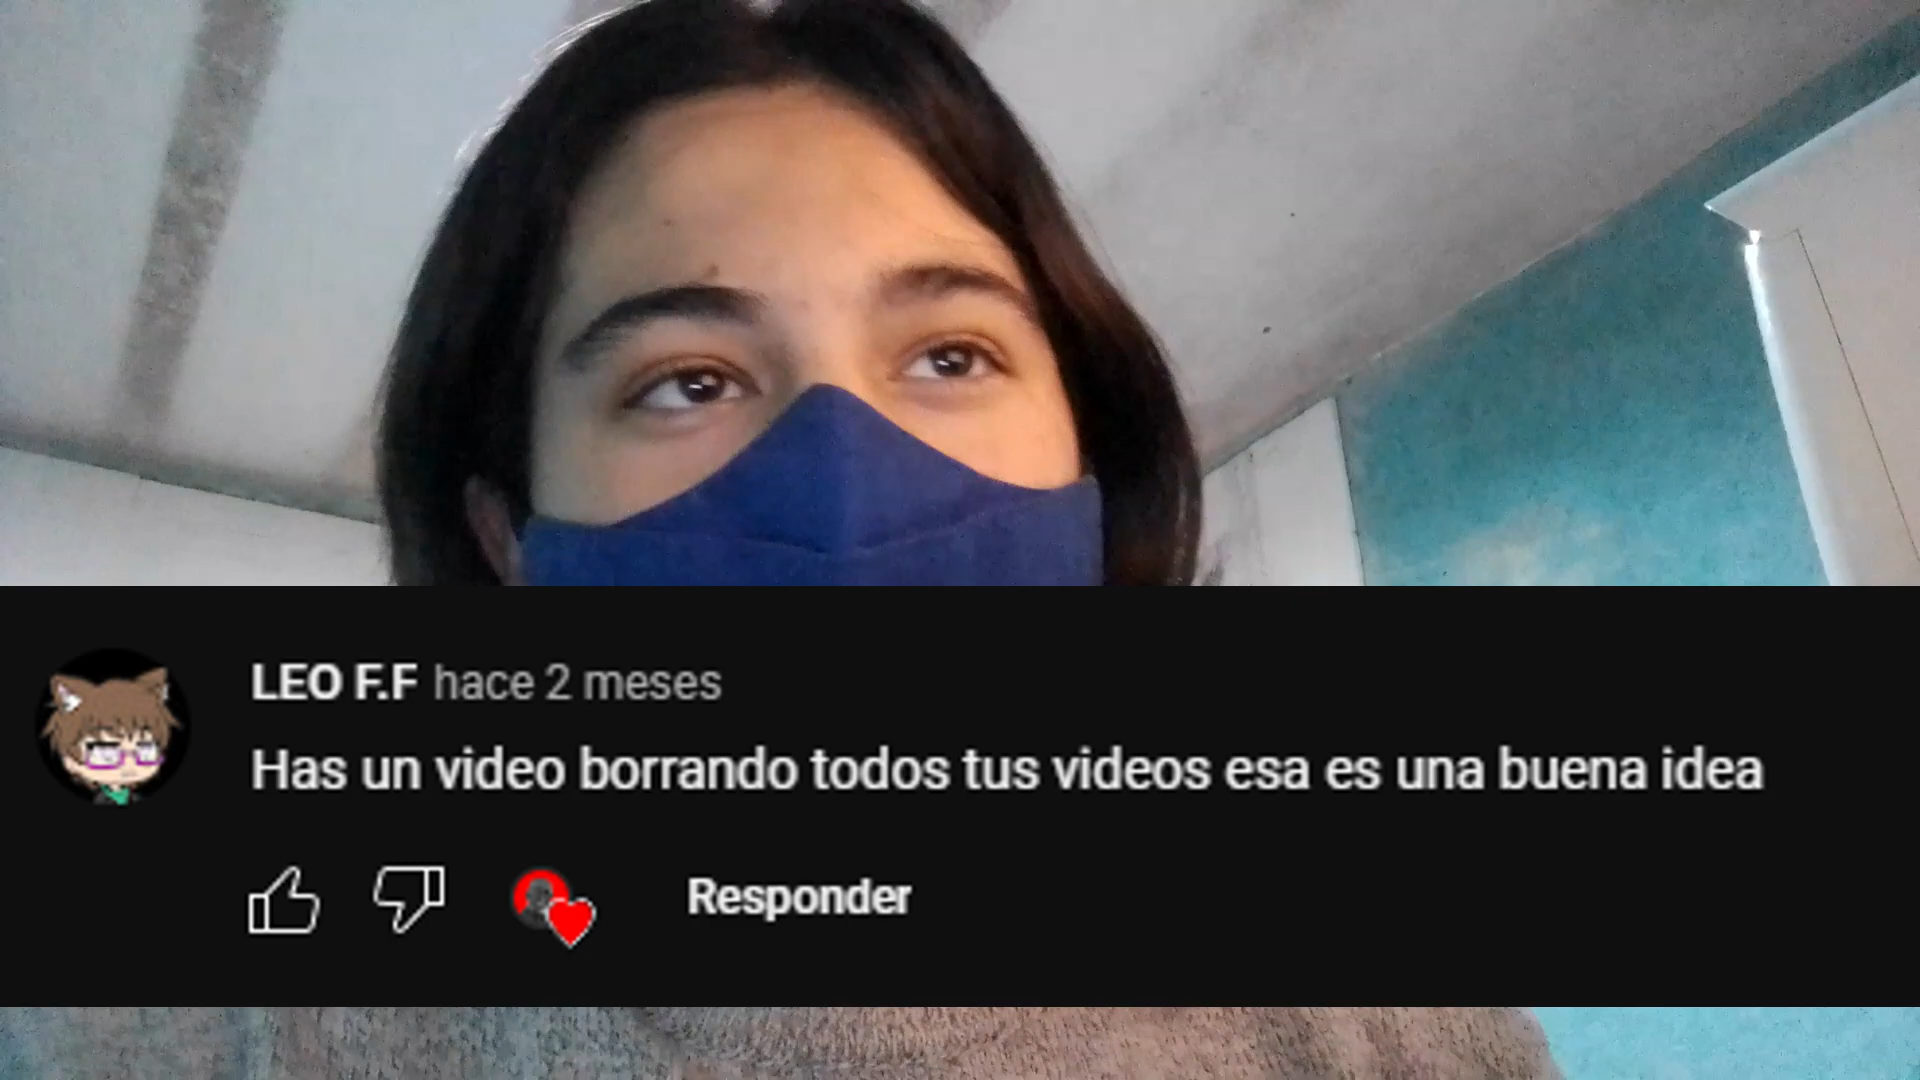 LEO F.F hace 2 meses
Has un video borrando todos tus videos esa es una buena idea
Responder